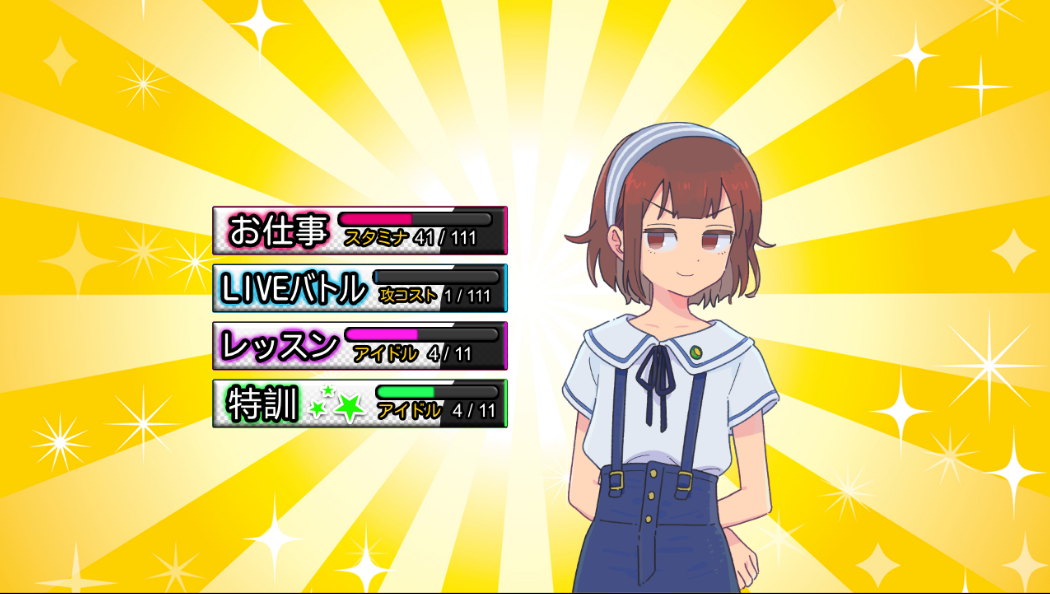 お仕事
スタミナ 41 / 111
LIVEバトル
攻コスト 1 / 111
レッスン
アイドル 4 / 11
特訓
アイドル 4 / 11